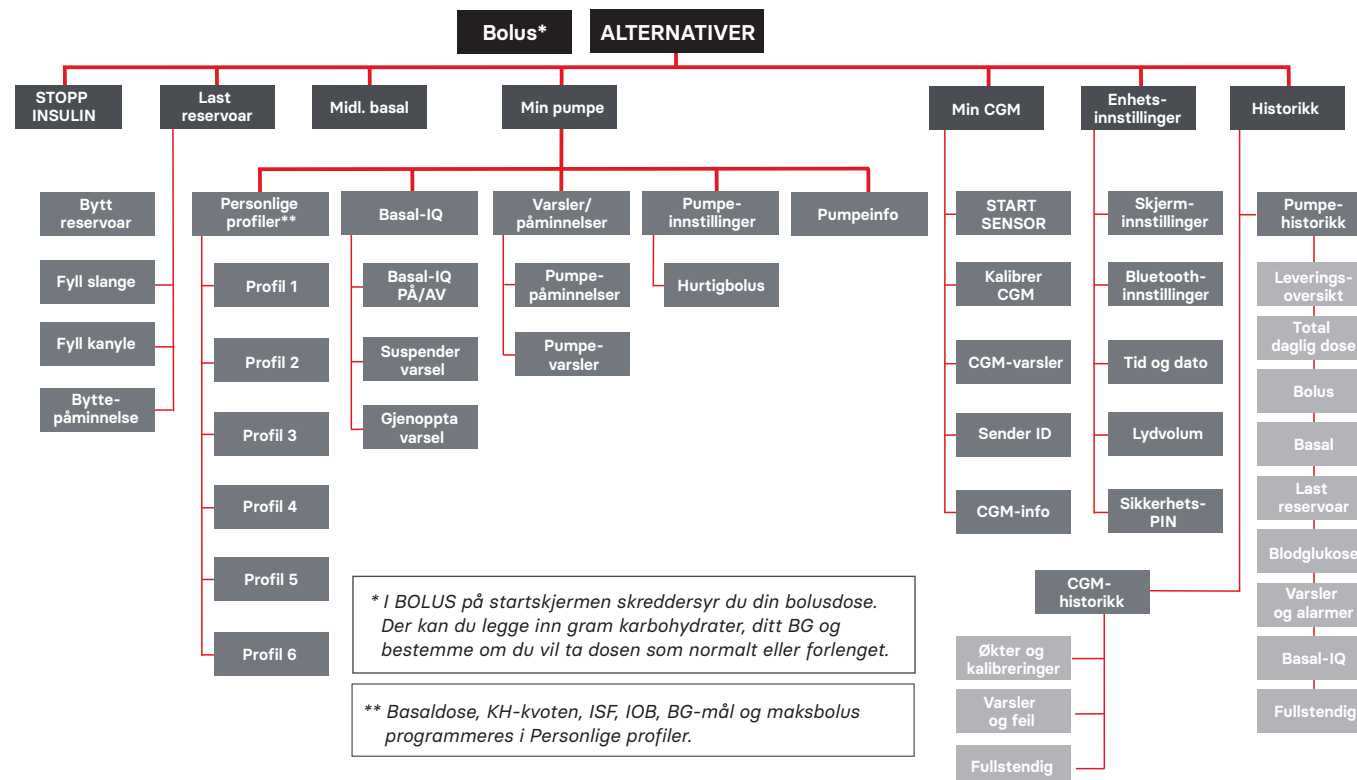 Bolus*
ALTERNATIVER
STOPP
INSULIN
Last
reservoar
Midl. basal
Min pumpe
Min CGM
Enhets-
innstillinger
Historikk
Bytt
reservoar
Fyll slange
Fyll kanyle
Bytte-
påminnelse
Personlige
profiler**
Profil 1
Profil 2
Profil 3
Profil 4
Profil 5
Profil 6
Basal-IQ
Basal-IQ
PÅ/AV
Suspender
varsel
Gjenoppta
varsel
Varsler/
påminnelser
Pumpe-
påminnelser
Pumpe-
varsler
Pumpe-
innstillinger
Hurtigbolus
Pumpeinfo
START
SENSOR
Kalibrer
CGM
CGM-varsler
Sender ID
CGM-info
Skjerm-
innstillinger
Bluetooth-
innstillinger
Tid og dato
Lydvolum
Sikkerhets-
PIN
Pumpe-
historikk
Leverings-
oversikt
Total
daglig dose
Bolus
Basal
Last
reservoar
Blodglukose
Varsler
og alarmer
Basal-IQ
Fullstendig
CGM-
historikk
Økter og
kalibreringer
Varsler
og feil
Fullstendig
* I BOLUS på startskjermen skreddersyr du din bolusdose.
Der kan du legge inn gram karbohydrater, ditt BG og
bestemme om du vil ta dosen som normalt eller forlenget.
** Basaldose, KH-kvoten, ISF, IOB, BG-mål og maksbolus
programmeres i Personlige profiler.